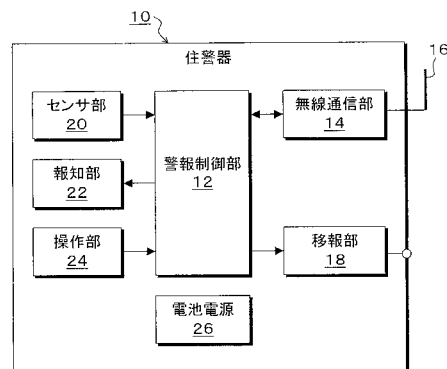 10
住警器
16
センサ部
20
無線通信部
14
報知部
22
警報制御部
12
操作部
24
移報部
18
電池電源
26